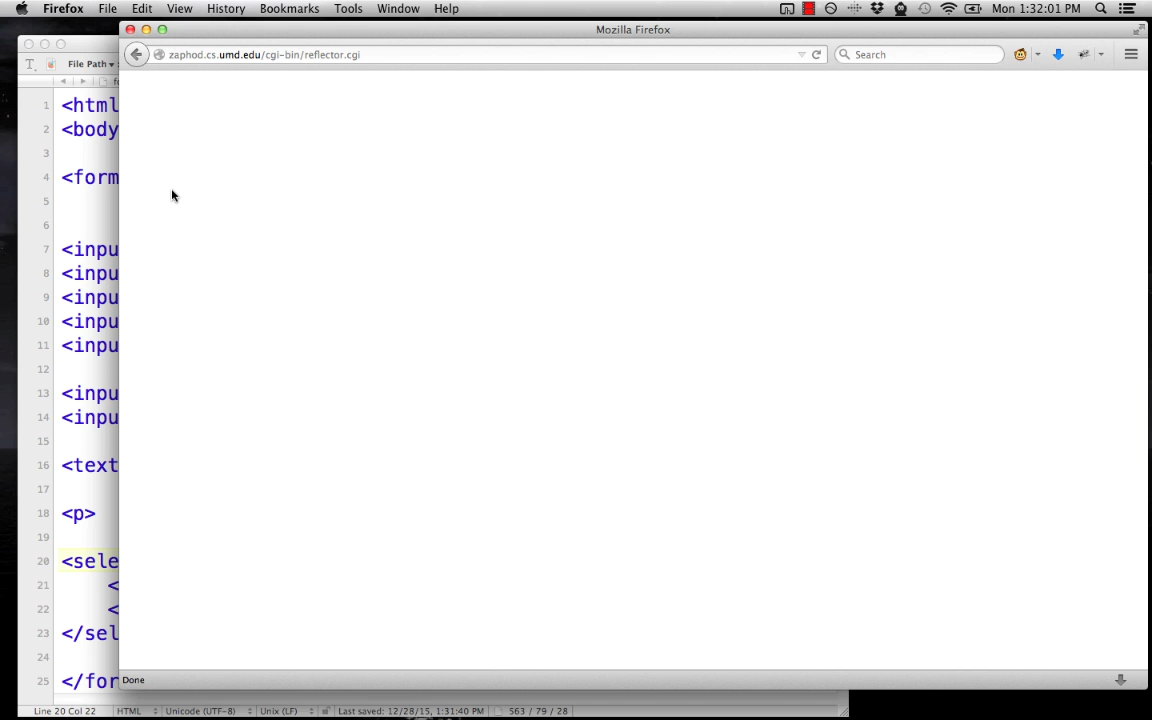 Firefox File Edit View History Bookmarks Tools Window Help Mon 1:32:01 PM
Mozilla Firefox
zaphod.cs.umd.edu/cgi-bin/reflector.cgi Search
T File Path
1 <html
2 <body
3
4 <form
5
6
7 <inpu
8 <inpu
9 <inpu
10 <inpu
11 <inpu
12
13 <inpu
14 <inpu
15
16 <text
17
18 <p>
19
20 <sele
21 <
22 <
23 </sel
24
25 </for
Done
Line 20 Col 22 HTML Unicode (UTF-8) Unix (LF) Last saved: 12/28/15, 1:31:40 PM 563 / 79 / 28